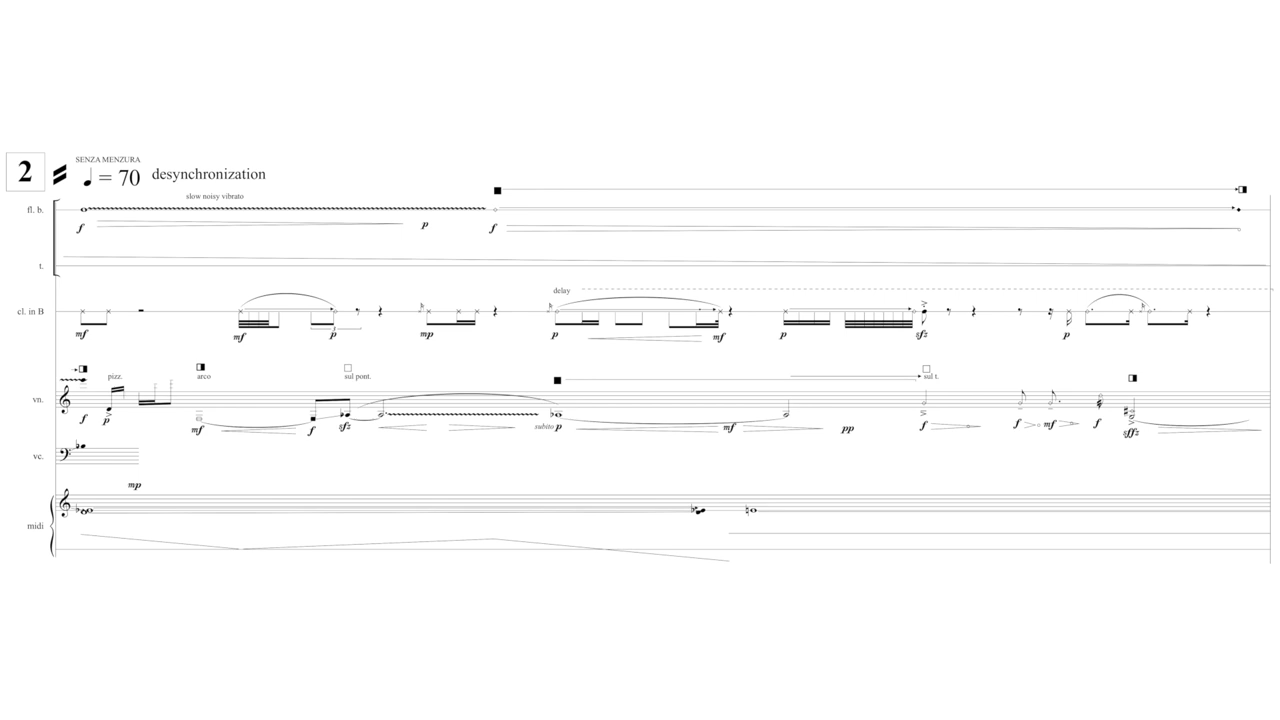 2
SENZA MENZURA
= 70 desynchronization
slow noisy vibrato
fl. b.
f p f
t.
delay
cl. in B
mf mf p mp p mf p sfz p
3
pizz. arco sul pont. sul t.
vn.
f p mf f sfz subito p mf pp f f mf f sffz
vc.
mp
midi